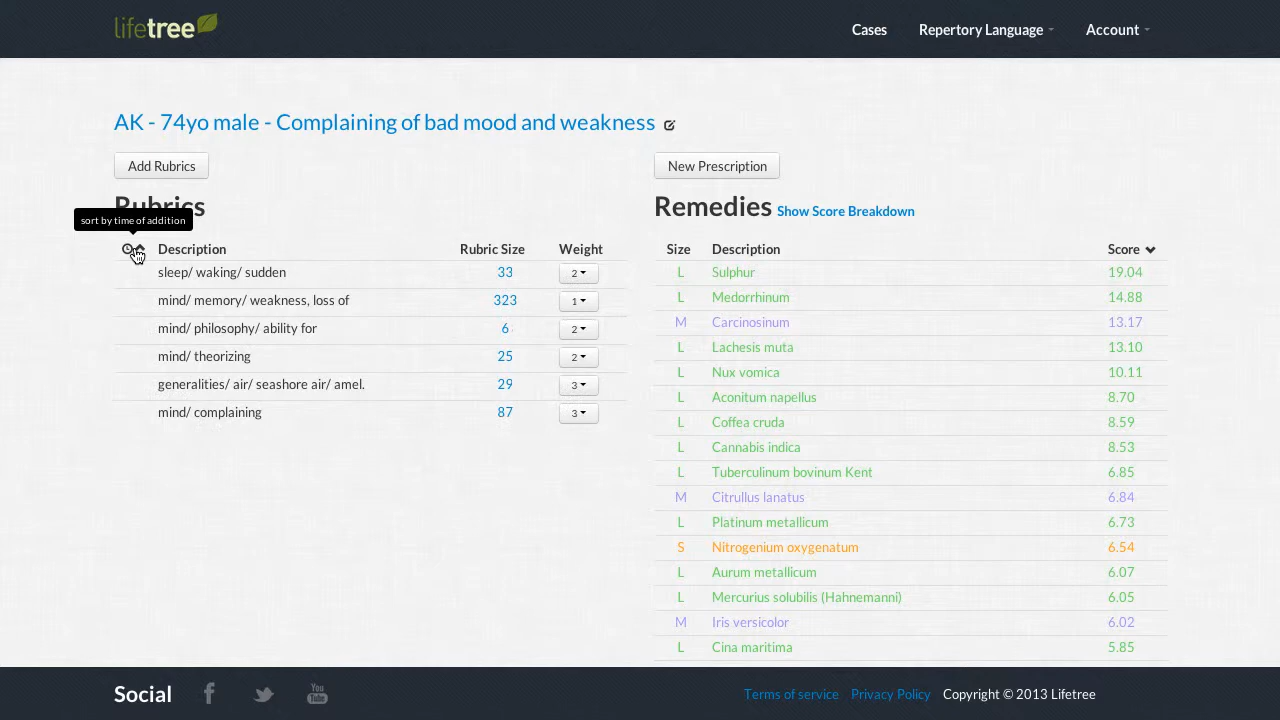 lifetree
Cases Repertory Language Account
AK - 74yo male - Complaining of bad mood and weakness
Add Rubrics
New Prescription
Rubrics
sort by time of addition
Description Rubric Size Weight
sleep/ waking/ sudden 33 2
mind/ memory/ weakness, loss of 323 1
mind/ philosophy/ ability for 6 2
mind/ theorizing 25 2
generalities/ air/ seashore air/ amel. 29 3
mind/ complaining 87 3
Remedies Show Score Breakdown
Size Description Score
L Sulphur 19.04
L Medorrhinum 14.88
M Carcinosinum 13.17
L Lachesis muta 13.10
L Nux vomica 10.11
L Aconitum napellus 8.70
L Coffea cruda 8.59
L Cannabis indica 8.53
L Tuberculinum bovinum Kent 6.85
M Citrullus lanatus 6.84
L Platinum metallicum 6.73
S Nitrogenium oxygenatum 6.54
L Aurum metallicum 6.07
L Mercurius solubilis (Hahnemanni) 6.05
M Iris versicolor 6.02
L Cina maritima 5.85
Social
You Tube
Terms of service Privacy Policy Copyright © 2013 Lifetree